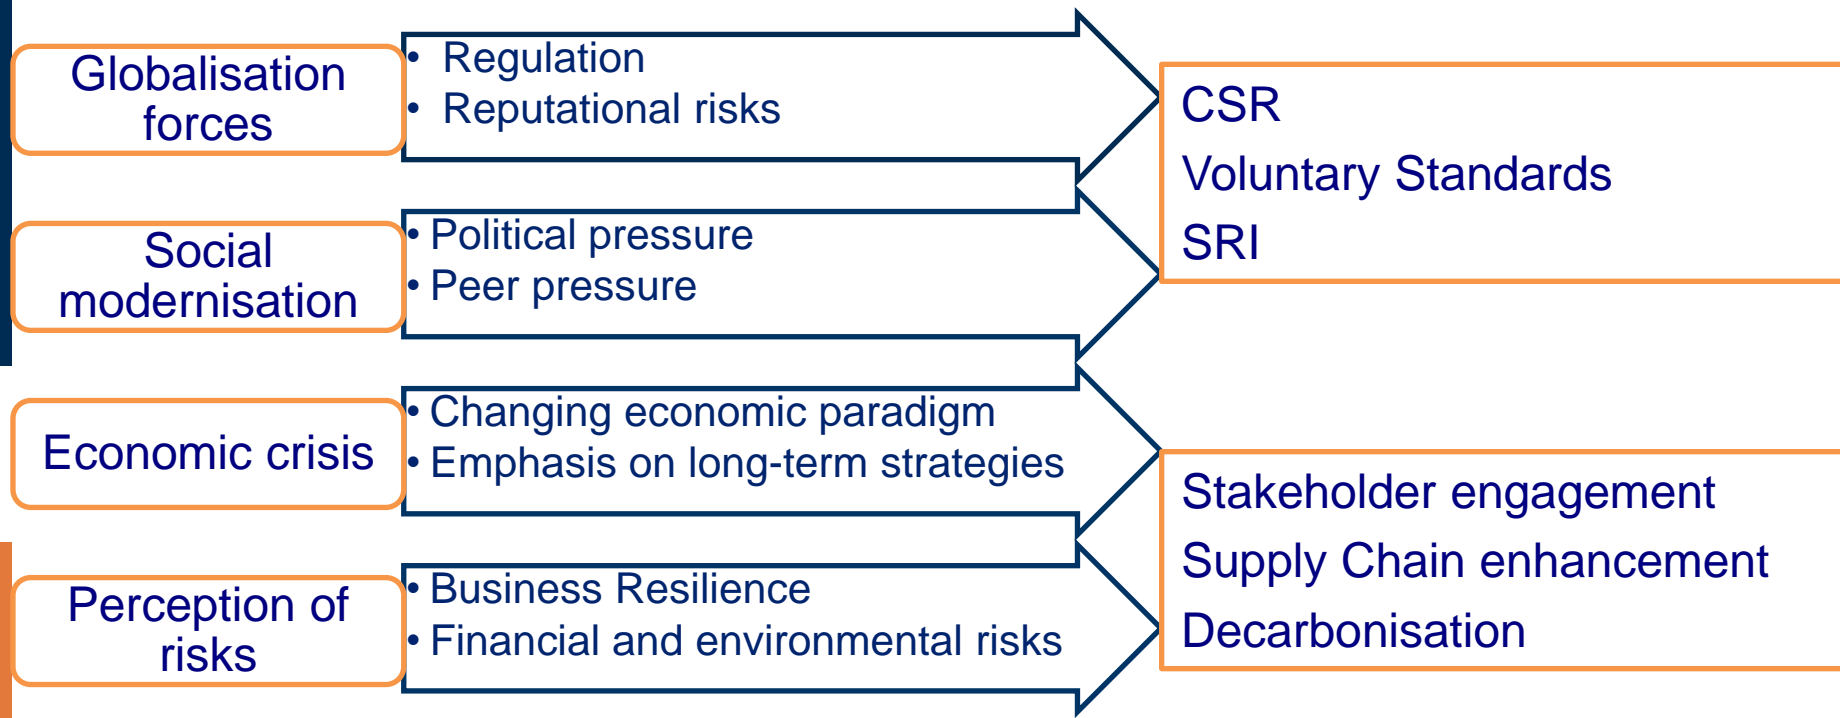 Globalisation
forces
• Regulation
• Reputational risks
Social
modernisation
• Political pressure
• Peer pressure
CSR
Voluntary Standards
SRI
Economic crisis
• Changing economic paradigm
• Emphasis on long-term strategies
Perception of
risks
• Business Resilience
• Financial and environmental risks
Stakeholder engagement
Supply Chain enhancement
Decarbonisation